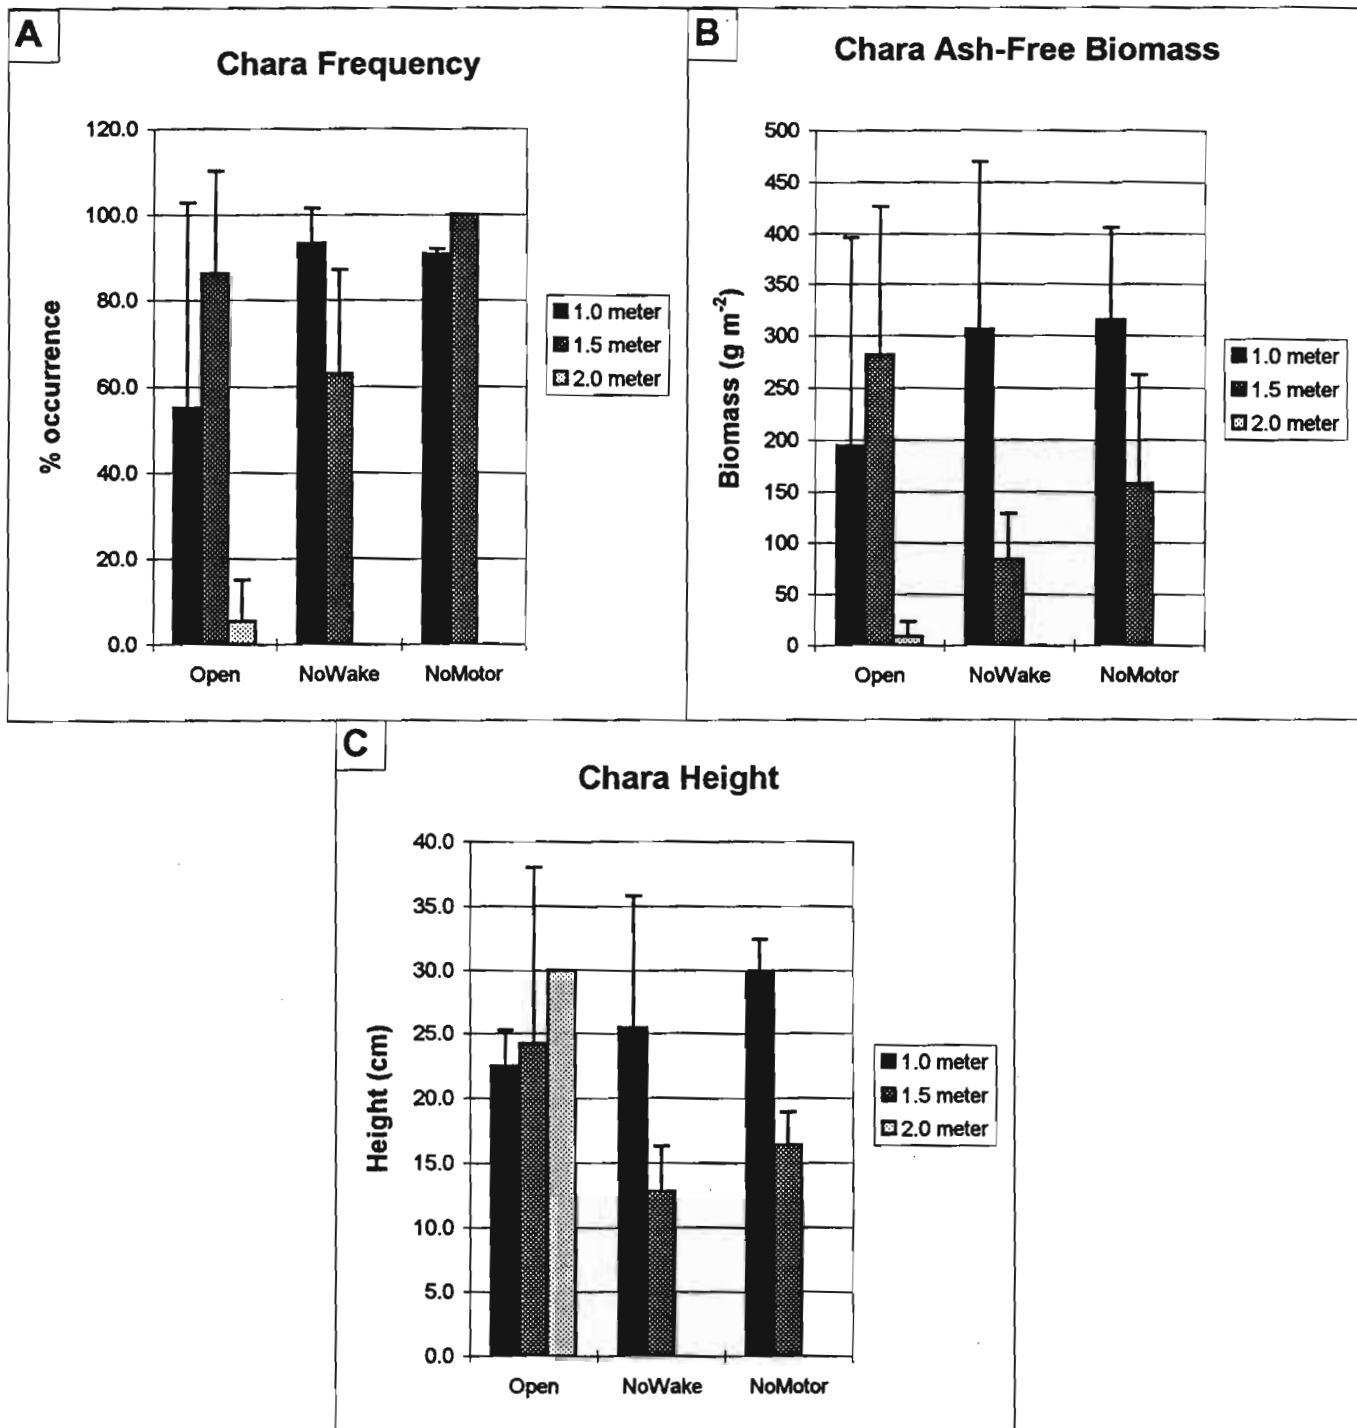 A
Chara Frequency
120.0
100.0
80.0
60.0
40.0
20.0
0.0
% occurrence
Open NoWake NoMotor
1.0 meter
1.5 meter
2.0 meter
B
Chara Ash-Free Biomass
500
450
400
350
300
250
200
150
100
50
0
Biomass (g m⁻²)
Open NoWake NoMotor
1.0 meter
1.5 meter
2.0 meter
C
Chara Height
40.0
35.0
30.0
25.0
20.0
15.0
10.0
5.0
0.0
Height (cm)
Open NoWake NoMotor
1.0 meter
1.5 meter
2.0 meter